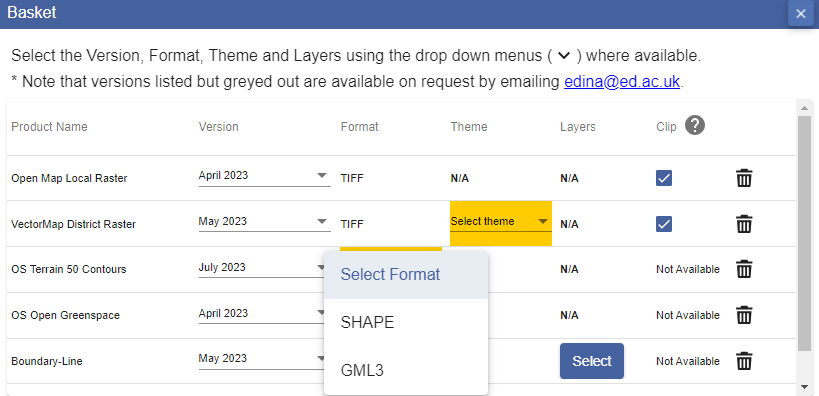 Basket
Select the Version, Format, Theme and Layers using the drop down menus ( ) where available.
* Note that versions listed but greyed out are available on request by emailing edina@ed.ac.uk.
Product Name Version Format Theme Layers Clip ?
Open Map Local Raster April 2023 TIFF N/A N/A
VectorMap District Raster May 2023 TIFF Select theme N/A
OS Terrain 50 Contours July 2023 N/A Not Available
Select Format
OS Open Greenspace April 2023 N/A Not Available
SHAPE
Boundary-Line May 2023 Select Not Available
GML3